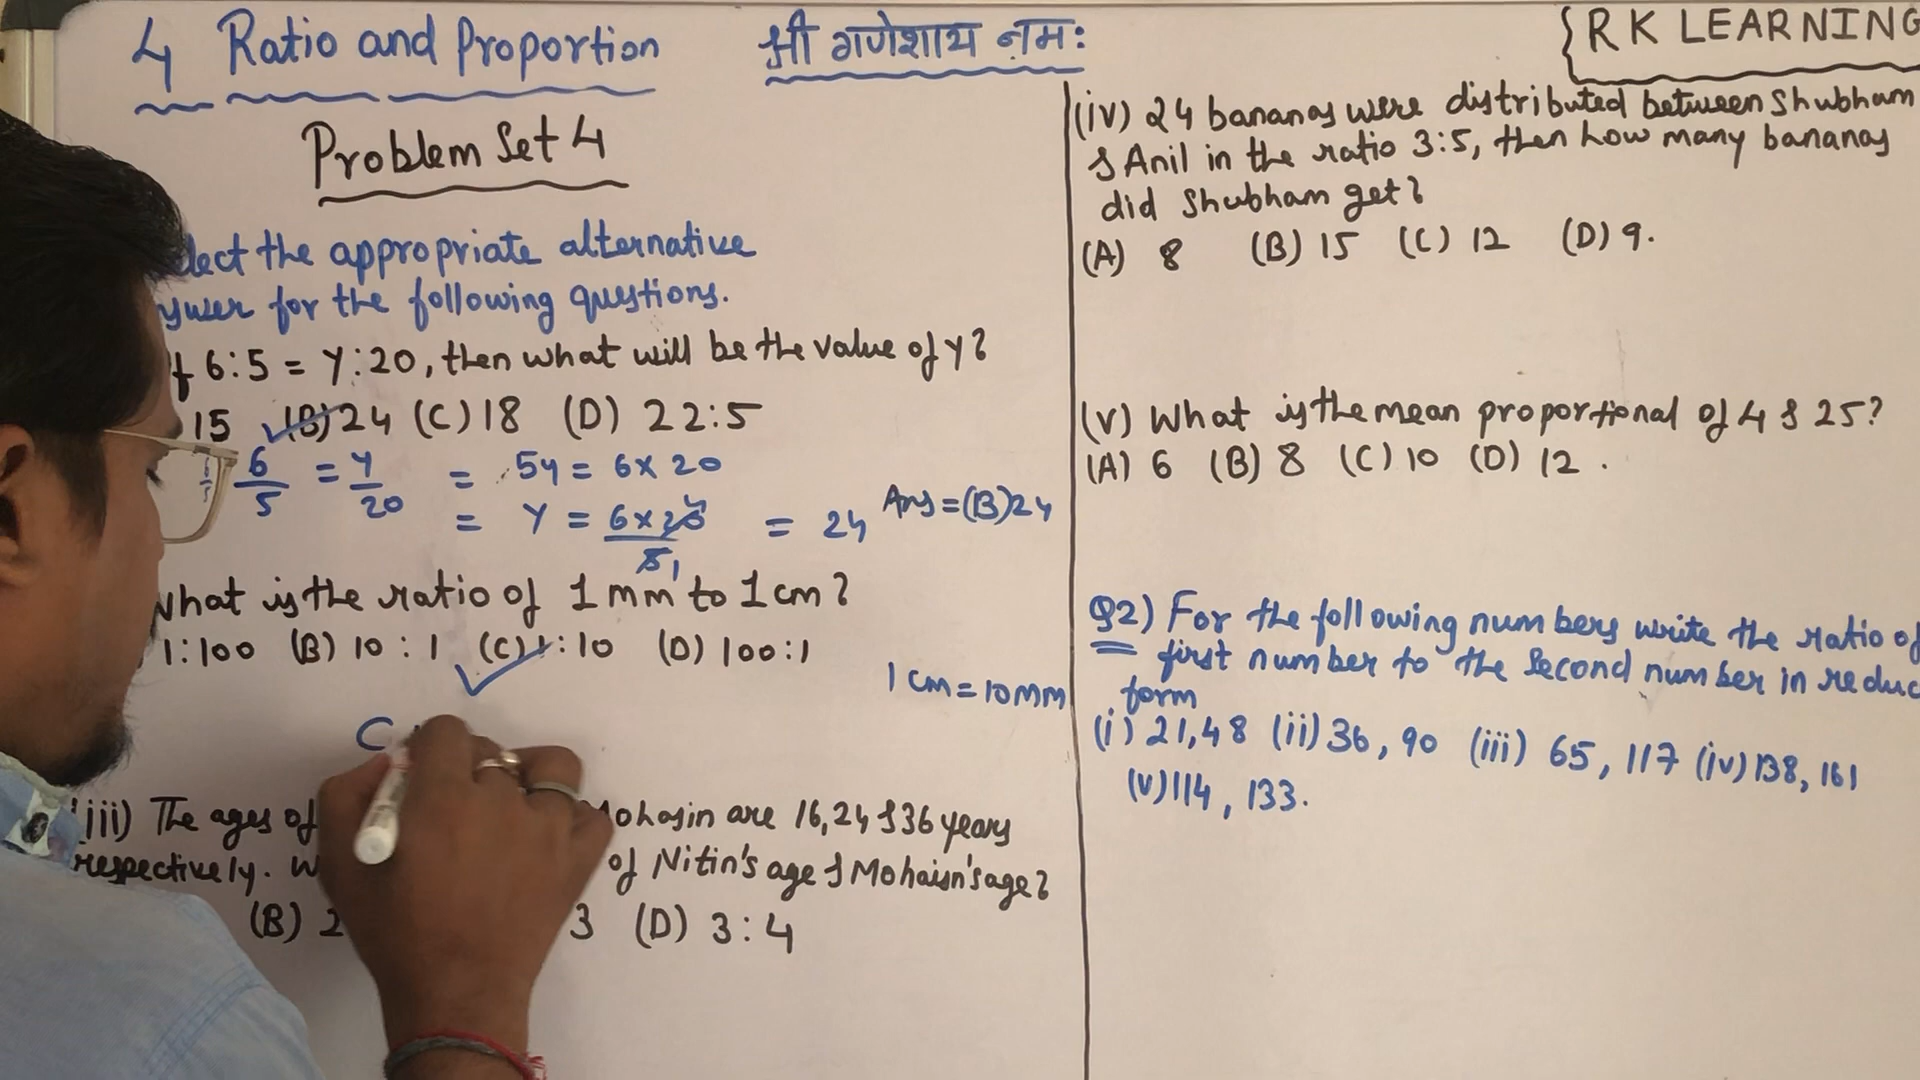 4 Ratio and Proportion
श्री गणेशाय नमः
{RK LEARNING
Problem Set 4
lect the appropriate alternative
for the following questions.
f 6:5 = y:20, then what will be the value of y?
15 (B) 24 (C) 18 (D) 22:5
6/5 = y/20 = 5y = 6 x 20
= y = 6 x 20/5 = 24 Ans = (B) 24
what is the ratio of 1 mm to 1 cm?
1:100 (B) 10 : 1 (C) 1:10 (D) 100:1
1 cm = 10 mm
C
(iii) The ages of ohasin are 16, 24 & 36 years
respectively. W of Nitin's age & Mohaisn's age?
(B) 2 3 (D) 3:4
(iv) 24 bananas were distributed between Shubham
& Anil in the ratio 3:5, then how many bananas
did Shubham get?
(A) 8 (B) 15 (C) 12 (D) 9.
(v) What is the mean proportional of 4 & 25?
(A) 6 (B) 8 (C) 10 (D) 12.
Q2) For the following numbers write the ratio of
first number to the second number in reduc
form
(i) 21, 48 (ii) 36, 90 (iii) 65, 117 (iv) 138, 161
(v) 114, 133.